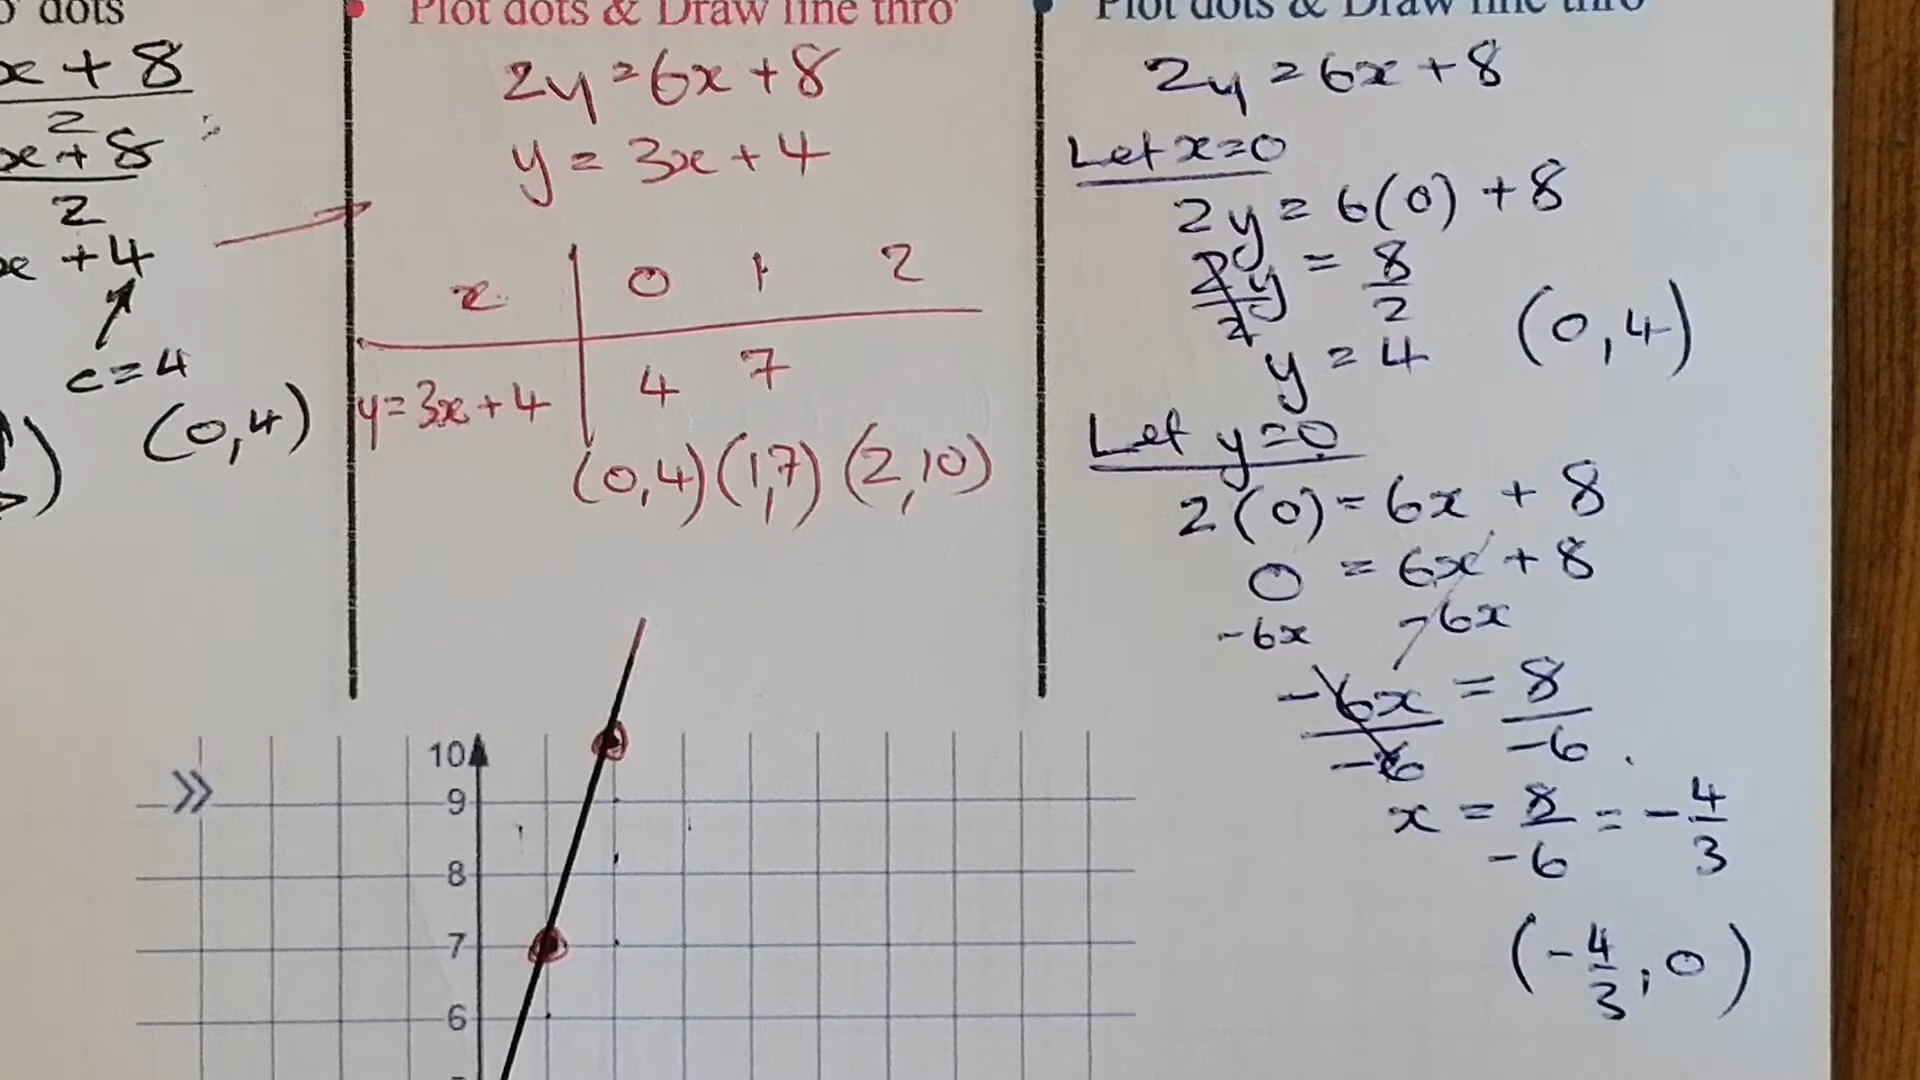 dots
x + 8
2
x + 8
2
x + 4
c = 4
(0,4)
Plot dots & Draw line thro'
2y = 6x + 8
y = 3x + 4
x 0 1 2
y = 3x + 4 4 7
(0,4) (1,7) (2,10)
10
9
8
7
6
Plot dots & Draw line thro'
2y = 6x + 8
Let x = 0
2y = 6(0) + 8
2y = 8
2 2
y = 4 (0,4)
Let y = 0
2(0) = 6x + 8
0 = 6x + 8
-6x -6x
-6x = 8
-6 -6
x = 8 = -4
-6 3
(-4/3, 0)